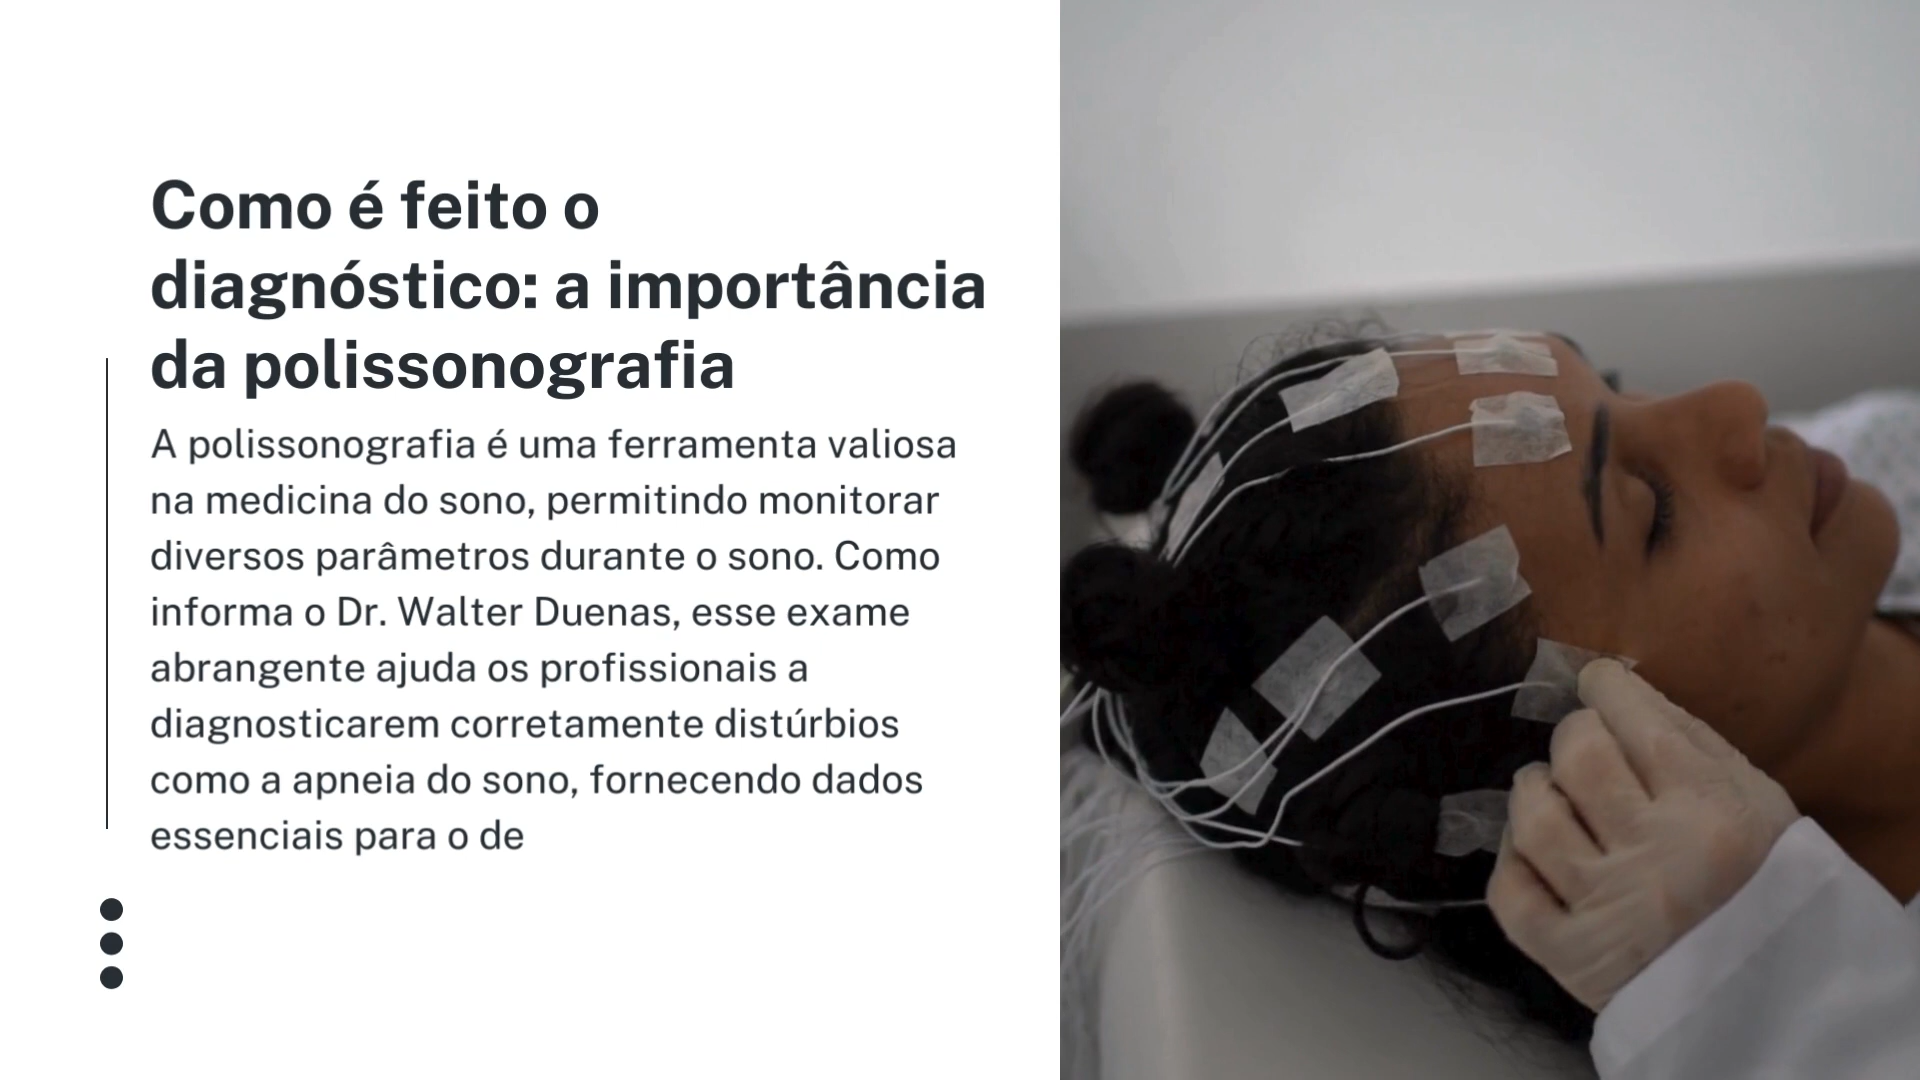 Como é feito o
diagnóstico: a importância
da polissonografia
A polissonografia é uma ferramenta valiosa
na medicina do sono, permitindo monitorar
diversos parâmetros durante o sono. Como
informa o Dr. Walter Duenas, esse exame
abrangente ajuda os profissionais a
diagnosticarem corretamente distúrbios
como a apneia do sono, fornecendo dados
essenciais para o de